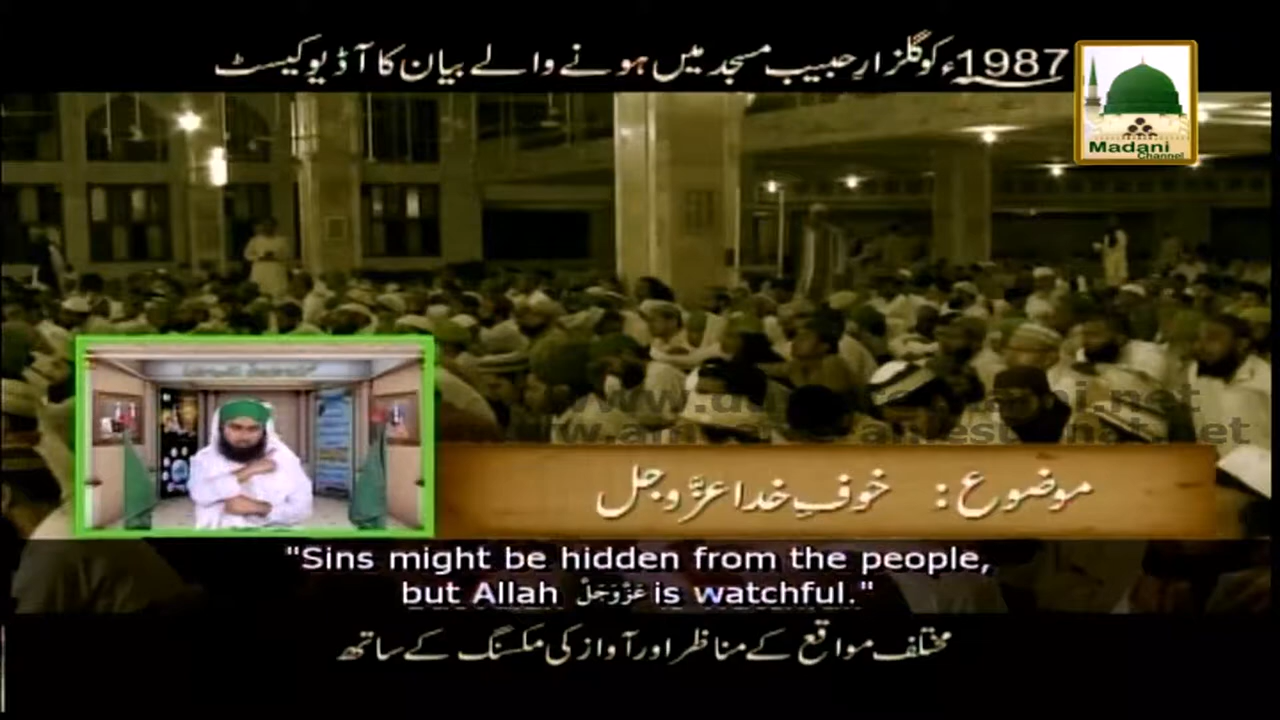 1987ء کو گلزارِ حبیب مسجد میں ہونے والے بیان کا آڈیو کیسٹ
Madani
Channel
موضوع : خوفِ خدا عزَّوجل
"Sins might be hidden from the people,
but Allah عَزَّوَجَلَّ is watchful."
مختلف مواقع کے مناظر اور آواز کی مکسنگ کے ساتھ